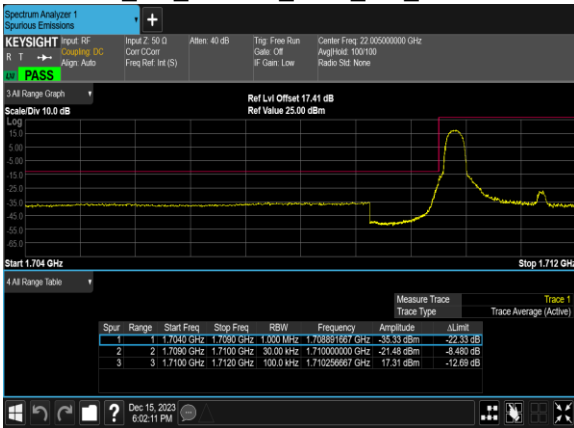 Spectrum Analyzer 1
Spurious Emissions
+
KEYSIGHT Input: RF Input Z: 50 Ω Atten: 40 dB Trig: Free Run Center Freq: 22.005000000 GHz
R T Coupling: DC Corr CCorr Gate: Off Avg|Hold: 100/100
Align: Auto Freq Ref: Int (S) IF Gain: Low Radio Std: None
PASS
3 All Range Graph
Ref Lvl Offset 17.41 dB
Scale/Div 10.0 dB Ref Value 25.00 dBm
Log
15.0
5.00
-5.00
-15.0
-25.0
-35.0
-45.0
-55.0
-65.0
Start 1.704 GHz Stop 1.712 GHz
4 All Range Table
Measure Trace Trace 1
Trace Type Trace Average (Active)
Spur Range Start Freq Stop Freq RBW Frequency Amplitude ΔLimit
1 1 1.7040 GHz 1.7090 GHz 1.000 MHz 1.708891667 GHz -35.33 dBm -22.33 dB
2 2 1.7090 GHz 1.7100 GHz 30.00 kHz 1.710000000 GHz -21.48 dBm -8.480 dB
3 3 1.7100 GHz 1.7120 GHz 100.0 kHz 1.710256667 GHz 17.31 dBm -12.69 dB
?
Dec 15, 2023
6:02:11 PM